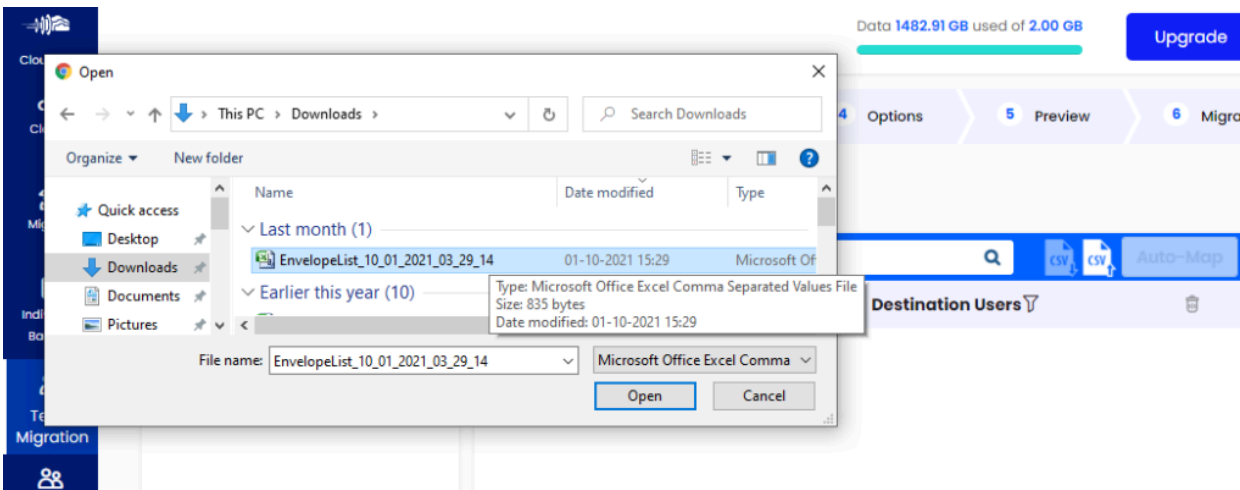 Data 1482.91 GB used of 2.00 GB
Upgrade
Open
This PC > Downloads >
Search Downloads
4 Options
5 Preview
6
Organize
New folder
Name
Date modified
Type
Quick access
Desktop
Downloads
Documents
Pictures
Last month (1)
EnvelopeList_10_01_2021_03_29_14
01-10-2021 15:29
Microsoft
Earlier this year (10)
Type: Microsoft Office Excel Comma Separated Values File
Size: 835 bytes
Date modified: 01-10-2021 15:29
CSV
CSV
Auto-Map
Destination Users
File name:
EnvelopeList_10_01_2021_03_29_14
Microsoft Office Excel Comma
Open
Cancel
Migration